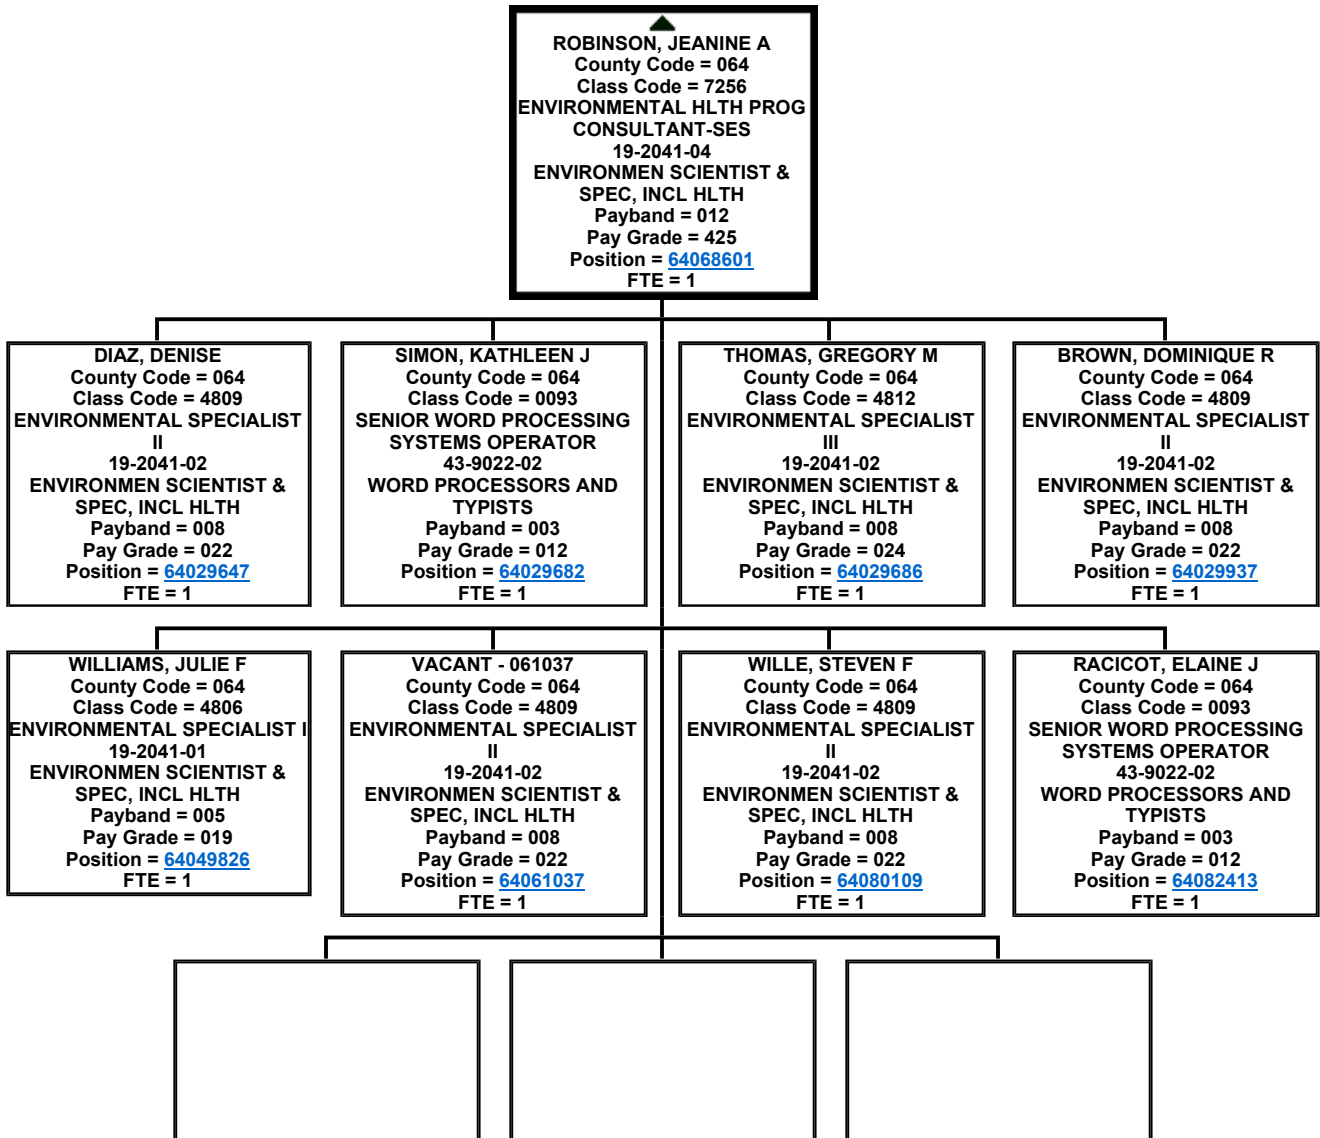 ROBINSON, JEANINE A
County Code = 064
Class Code = 7256
ENVIRONMENTAL HLTH PROG
CONSULTANT-SES
19-2041-04
ENVIRONMEN SCIENTIST &
SPEC, INCL HLTH
Payband = 012
Pay Grade = 425
Position = 64068601
FTE = 1
DIAZ, DENISE
County Code = 064
Class Code = 4809
ENVIRONMENTAL SPECIALIST
II
19-2041-02
ENVIRONMEN SCIENTIST &
SPEC, INCL HLTH
Payband = 008
Pay Grade = 022
Position = 64029647
FTE = 1
SIMON, KATHLEEN J
County Code = 064
Class Code = 0093
SENIOR WORD PROCESSING
SYSTEMS OPERATOR
43-9022-02
WORD PROCESSORS AND
TYPISTS
Payband = 003
Pay Grade = 012
Position = 64029682
FTE = 1
THOMAS, GREGORY M
County Code = 064
Class Code = 4812
ENVIRONMENTAL SPECIALIST
III
19-2041-02
ENVIRONMEN SCIENTIST &
SPEC, INCL HLTH
Payband = 008
Pay Grade = 024
Position = 64029686
FTE = 1
BROWN, DOMINIQUE R
County Code = 064
Class Code = 4809
ENVIRONMENTAL SPECIALIST
II
19-2041-02
ENVIRONMEN SCIENTIST &
SPEC, INCL HLTH
Payband = 008
Pay Grade = 022
Position = 64029937
FTE = 1
WILLIAMS, JULIE F
County Code = 064
Class Code = 4806
ENVIRONMENTAL SPECIALIST I
19-2041-01
ENVIRONMEN SCIENTIST &
SPEC, INCL HLTH
Payband = 005
Pay Grade = 019
Position = 64049826
FTE = 1
VACANT - 061037
County Code = 064
Class Code = 4809
ENVIRONMENTAL SPECIALIST
II
19-2041-02
ENVIRONMEN SCIENTIST &
SPEC, INCL HLTH
Payband = 008
Pay Grade = 022
Position = 64061037
FTE = 1
WILLE, STEVEN F
County Code = 064
Class Code = 4809
ENVIRONMENTAL SPECIALIST
II
19-2041-02
ENVIRONMEN SCIENTIST &
SPEC, INCL HLTH
Payband = 008
Pay Grade = 022
Position = 64080109
FTE = 1
RACICOT, ELAINE J
County Code = 064
Class Code = 0093
SENIOR WORD PROCESSING
SYSTEMS OPERATOR
43-9022-02
WORD PROCESSORS AND
TYPISTS
Payband = 003
Pay Grade = 012
Position = 64082413
FTE = 1